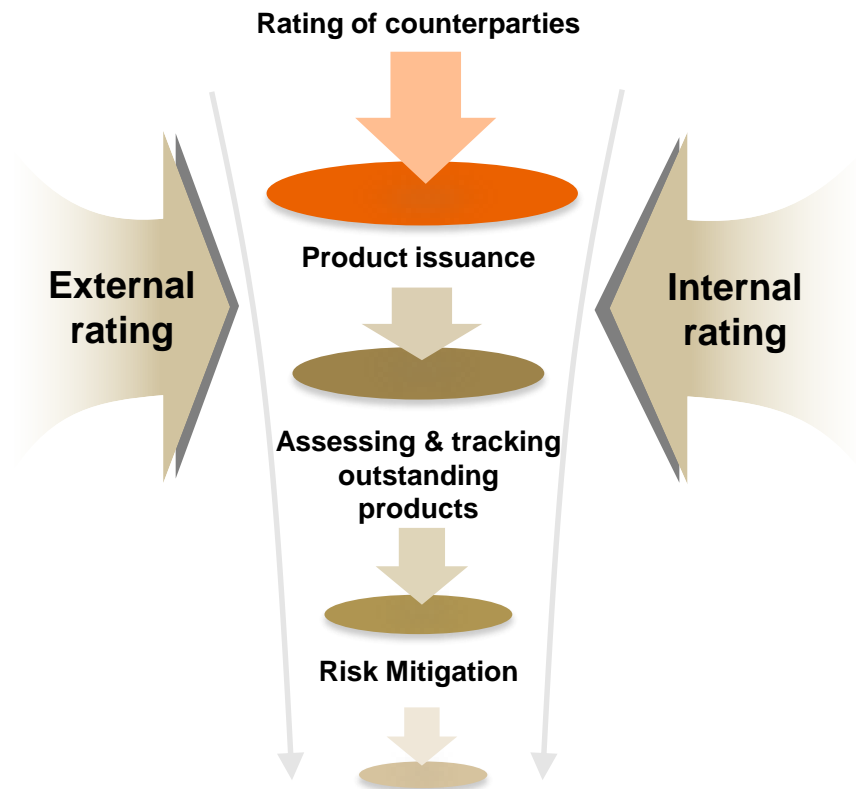 Rating of counterparties
Product issuance
External
rating
Internal
rating
Assessing & tracking
outstanding
products
Risk Mitigation